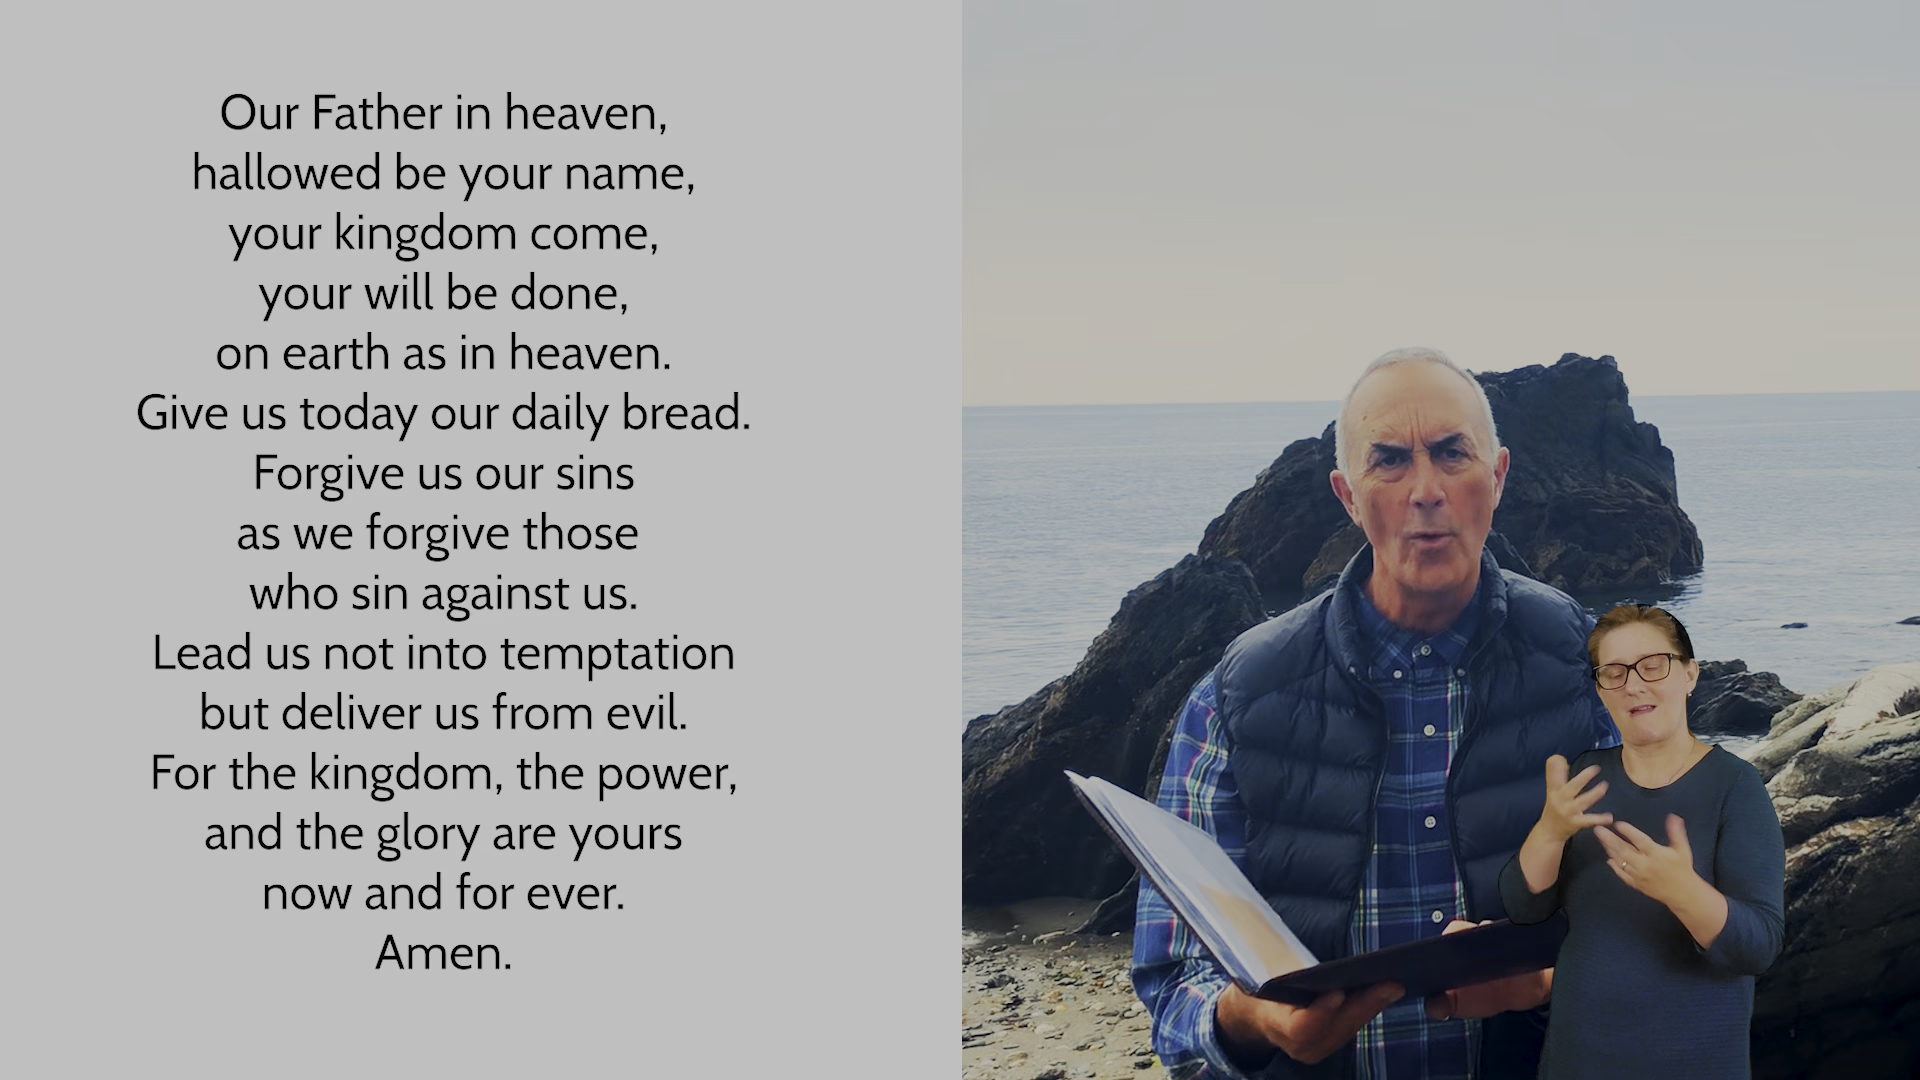 Our Father in heaven,
hallowed be your name,
your kingdom come,
your will be done,
on earth as in heaven.
Give us today our daily bread.
Forgive us our sins
as we forgive those
who sin against us.
Lead us not into temptation
but deliver us from evil.
For the kingdom, the power,
and the glory are yours
now and for ever.
Amen.